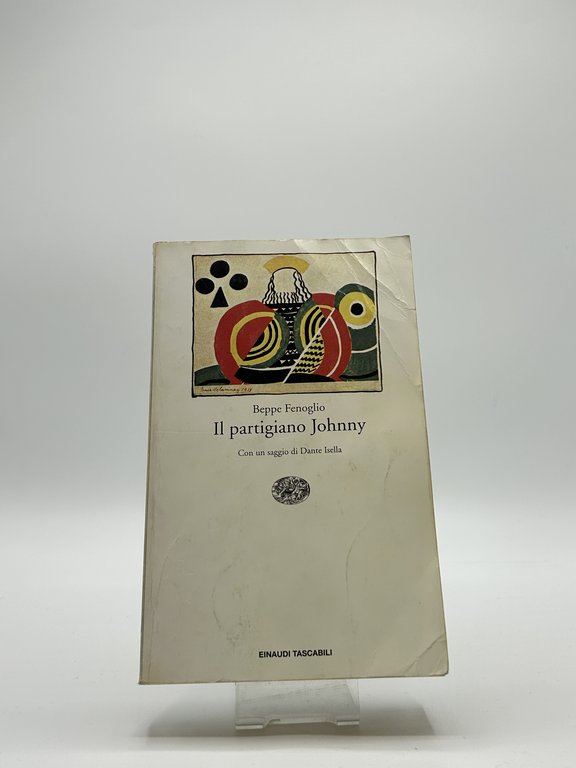 Beppe Fenoglio
Il partigiano Johnny
Con un saggio di Dante Isella
EINAUDI TASCABILI